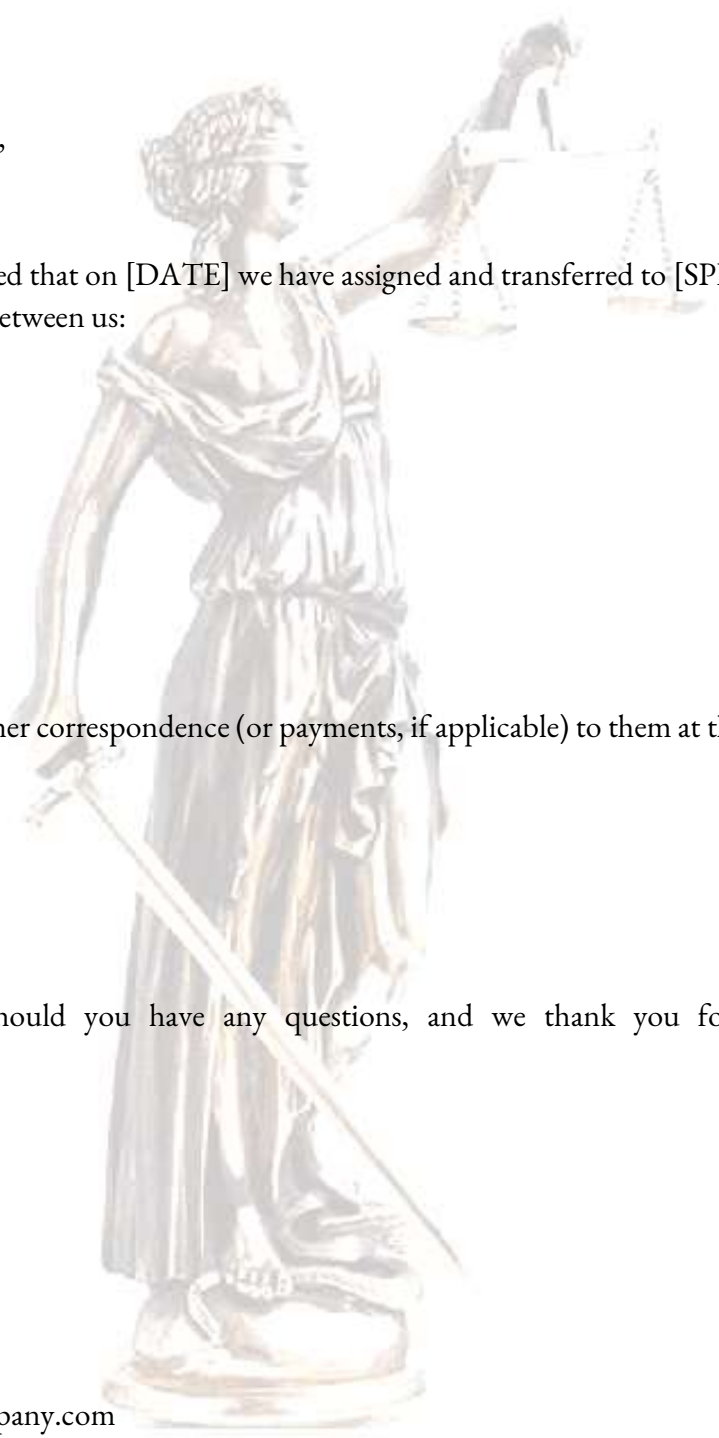 ,
ed that on [DATE] we have assigned and transferred to [SP
etween us:
ner correspondence (or payments, if applicable) to them at t
hould you have any questions, and we thank you fo
pany.com